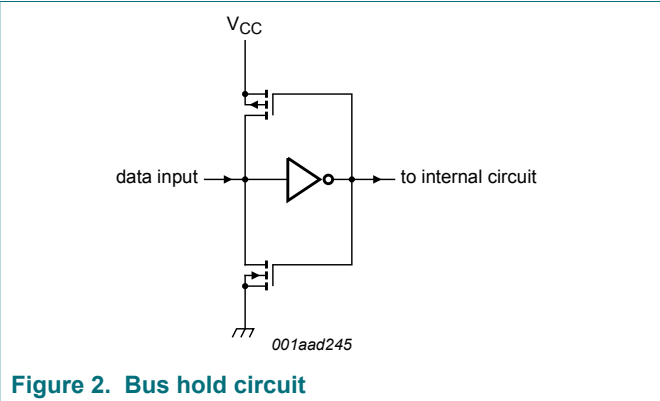 VCC
data input
to internal circuit
001aad245
Figure 2. Bus hold circuit